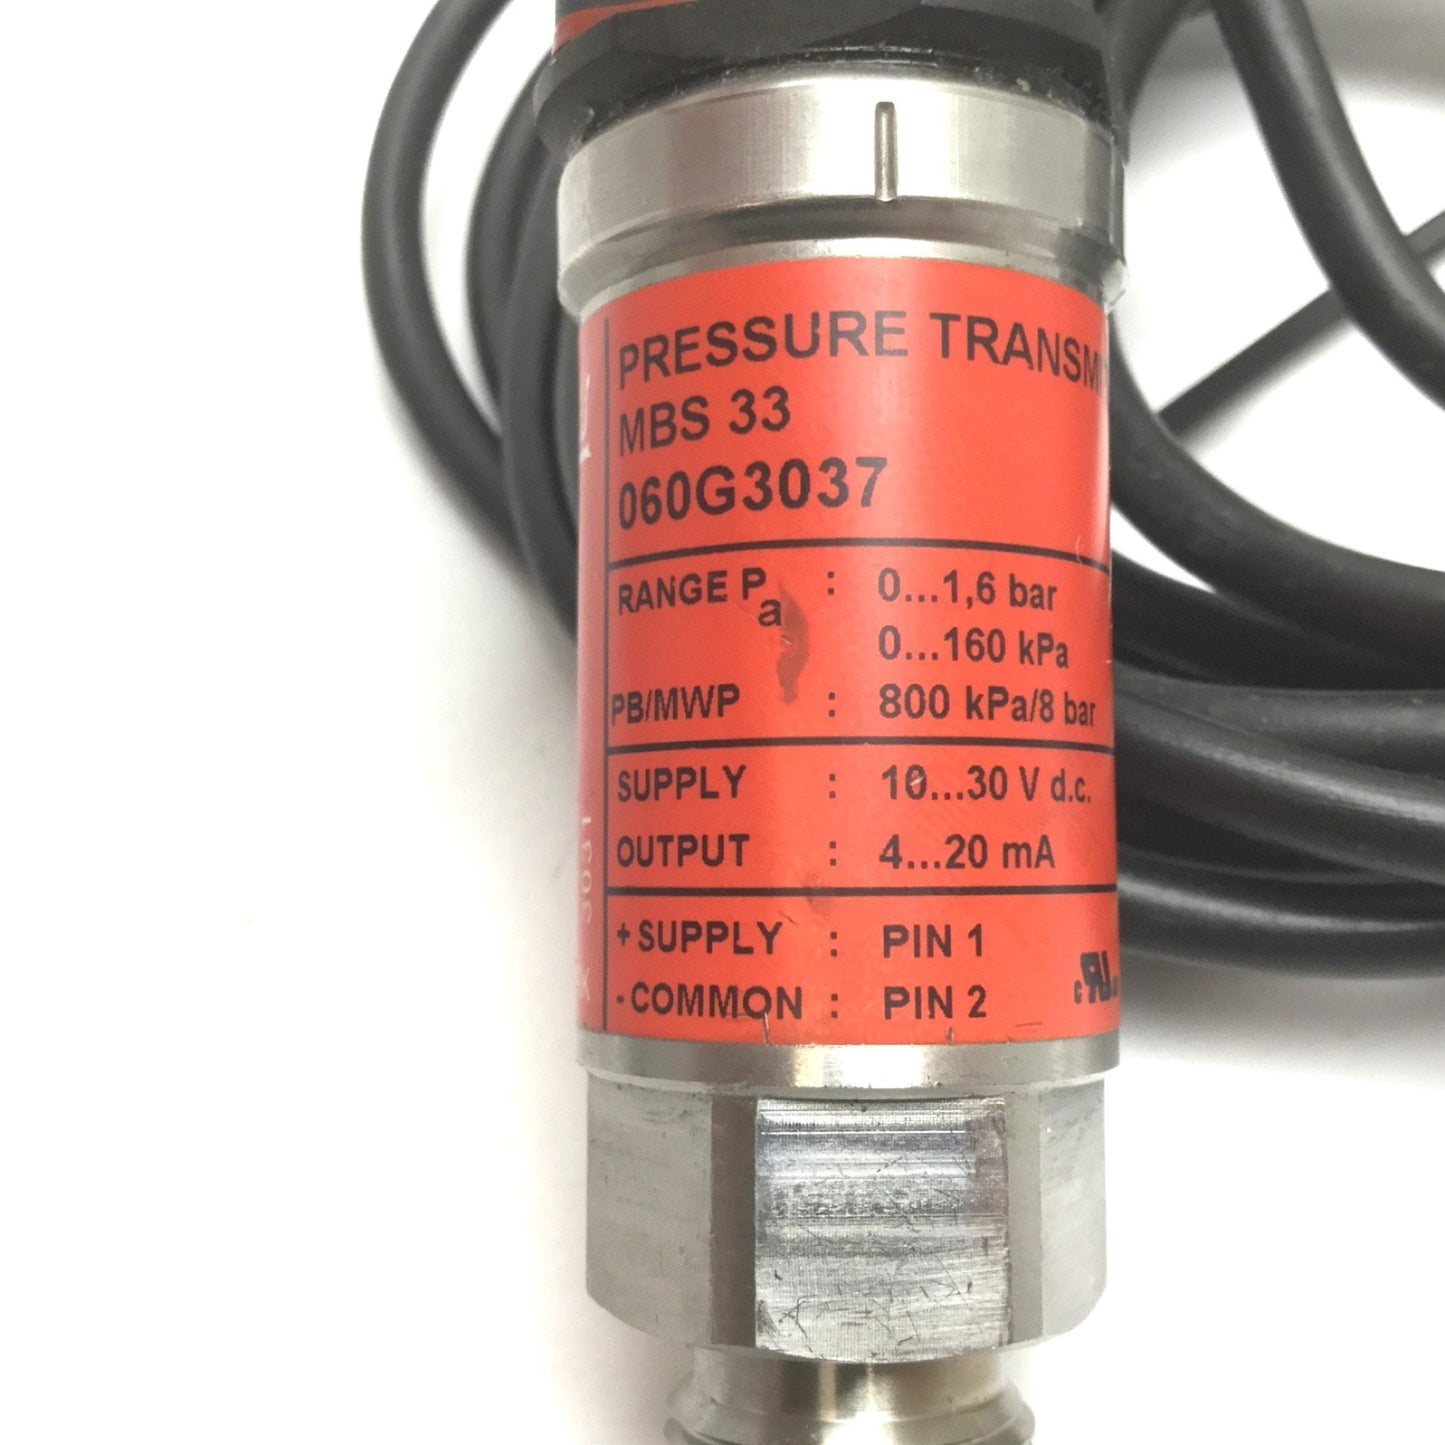 PRESSURE TRANSM
MBS 33
060G3037
RANGE Pa : 0...1,6 bar
0...160 kPa
PB/MWP : 800 kPa/8 bar
SUPPLY : 10...30 V d.c.
OUTPUT : 4...20 mA
+ SUPPLY : PIN 1
- COMMON : PIN 2